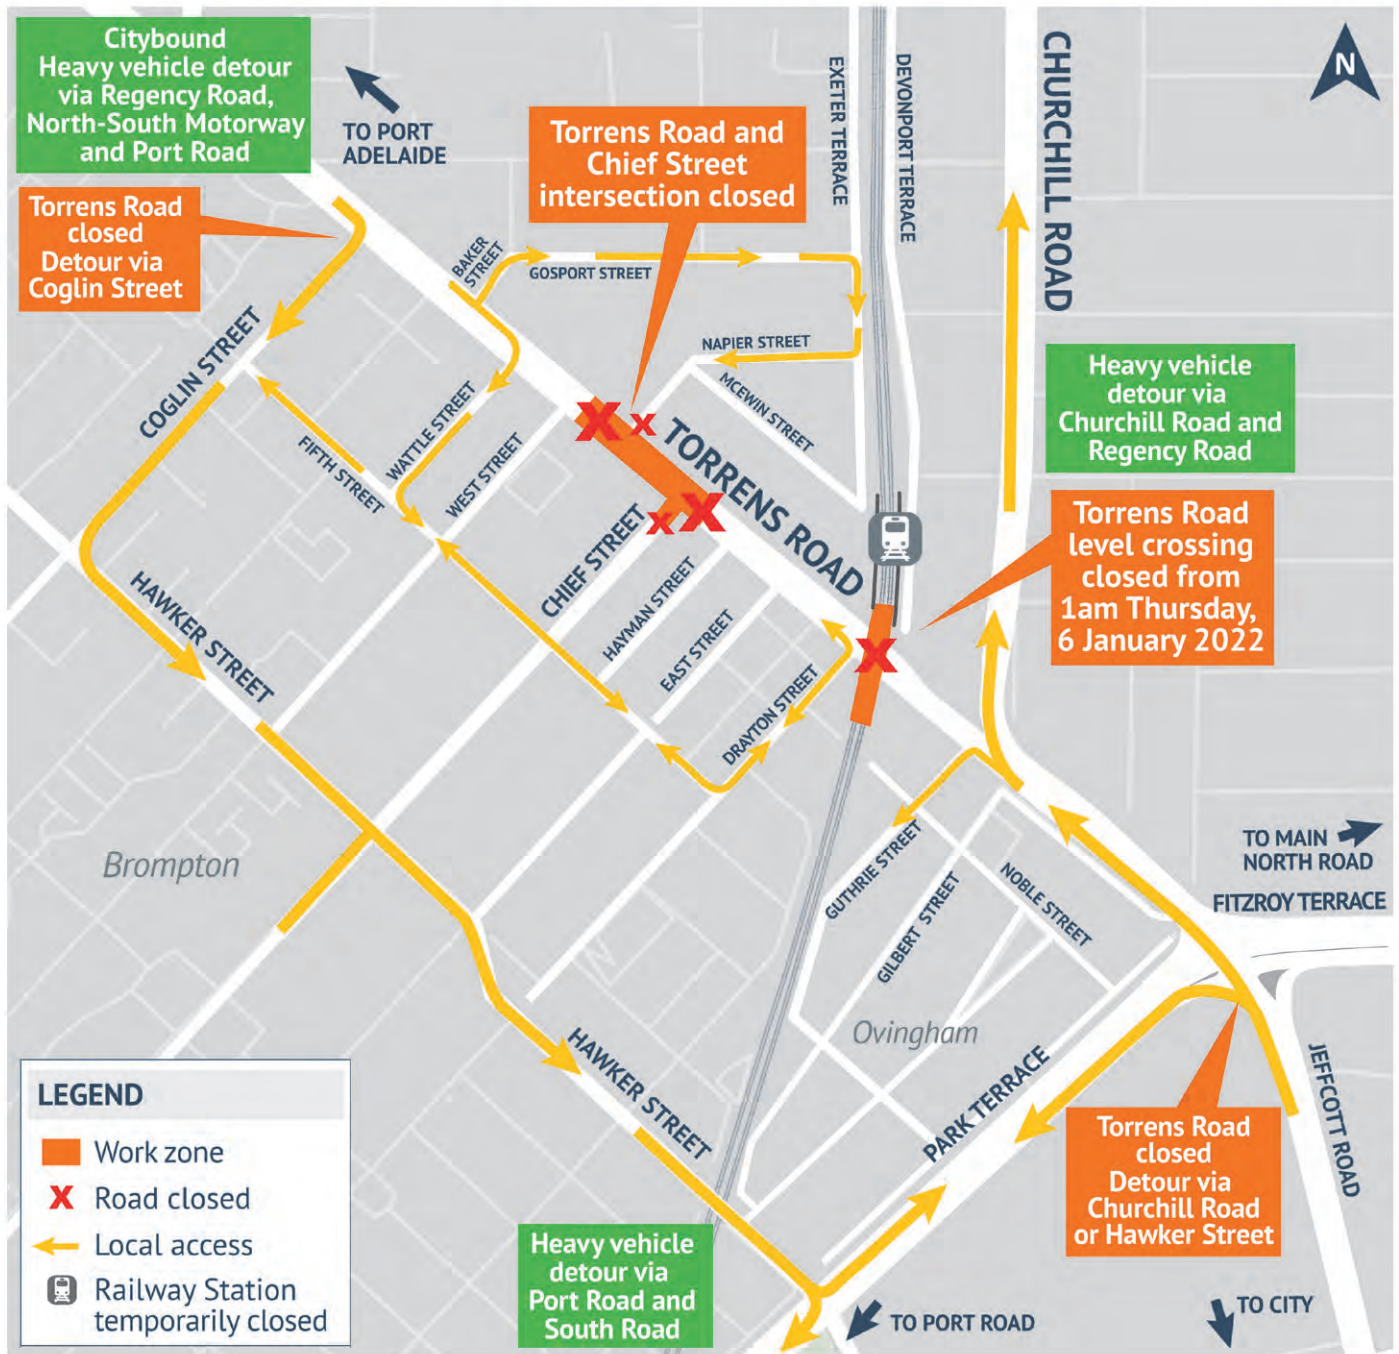 Citybound
Heavy vehicle detour
via Regency Road,
North-South Motorway
and Port Road
TO PORT
ADELAIDE
Torrens Road and
Chief Street
intersection closed
EXETER TERRACE
DEVONPORT TERRACE
CHURCHILL ROAD
N
Torrens Road
closed
Detour via
Coglin Street
BAKER
STREET
GOSPORT STREET
NAPIER STREET
MCEWIN STREET
Heavy vehicle
detour via
Churchill Road and
Regency Road
COGLIN STREET
FIFTH STREET
WATTLE STREET
WEST STREET
TORRENS ROAD
CHIEF STREET
HAYMAN STREET
EAST STREET
DRAYTON STREET
Torrens Road
level crossing
closed from
1am Thursday,
6 January 2022
HAWKER STREET
TO MAIN
NORTH ROAD
FITZROY TERRACE
Brompton
GUTHRIE STREET
GILBERT STREET
NOBLE STREET
Ovingham
HAWKER STREET
PARK TERRACE
JEFFCOTT ROAD
Torrens Road
closed
Detour via
Churchill Road
or Hawker Street
LEGEND
Work zone
Road closed
Local access
Railway Station
temporarily closed
Heavy vehicle
detour via
Port Road and
South Road
TO PORT ROAD
TO CITY